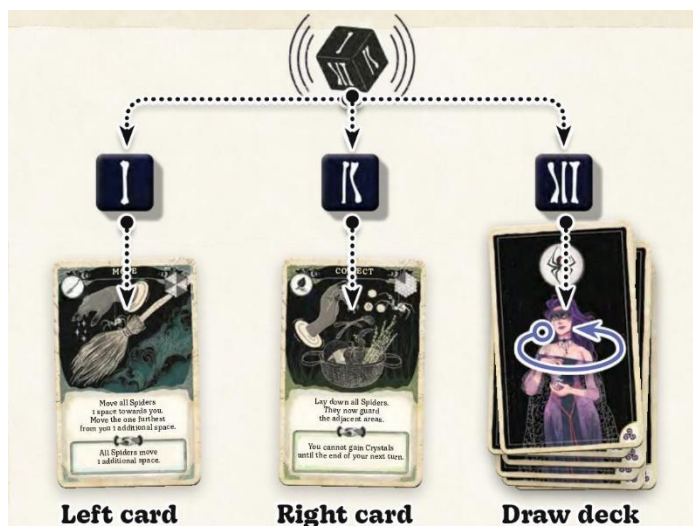 MOVE
COLLECT
Move all Spiders
1 space towards you.
Move the one furthest
from you 1 additional space.
All Spiders move
1 additional space.
Lay down all Spiders.
They now guard
the adjacent areas.
You cannot gain Crystals
until the end of your next turn.
Left card
Right card
Draw deck